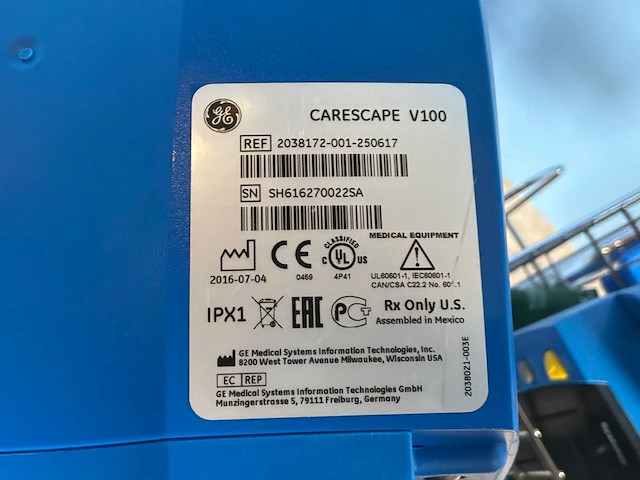 GE
CARESCAPE V100
REF 2038172-001-250617
SN SH616270022SA
2016-07-04
CE
0459
CLASSIFIED
C UL US
4P41
MEDICAL EQUIPMENT
UL60601-1, IEC60601-1
CAN/CSA C22.2 No. 601.1
IPX1
EAC
PCT
Rx Only U.S.
Assembled in Mexico
GE Medical Systems Information Technologies, Inc.
8200 West Tower Avenue Milwaukee, Wisconsin USA
EC REP
GE Medical Systems Information Technologies GmbH
Munzingerstrasse 5, 79111 Freiburg, Germany
2038021-003E